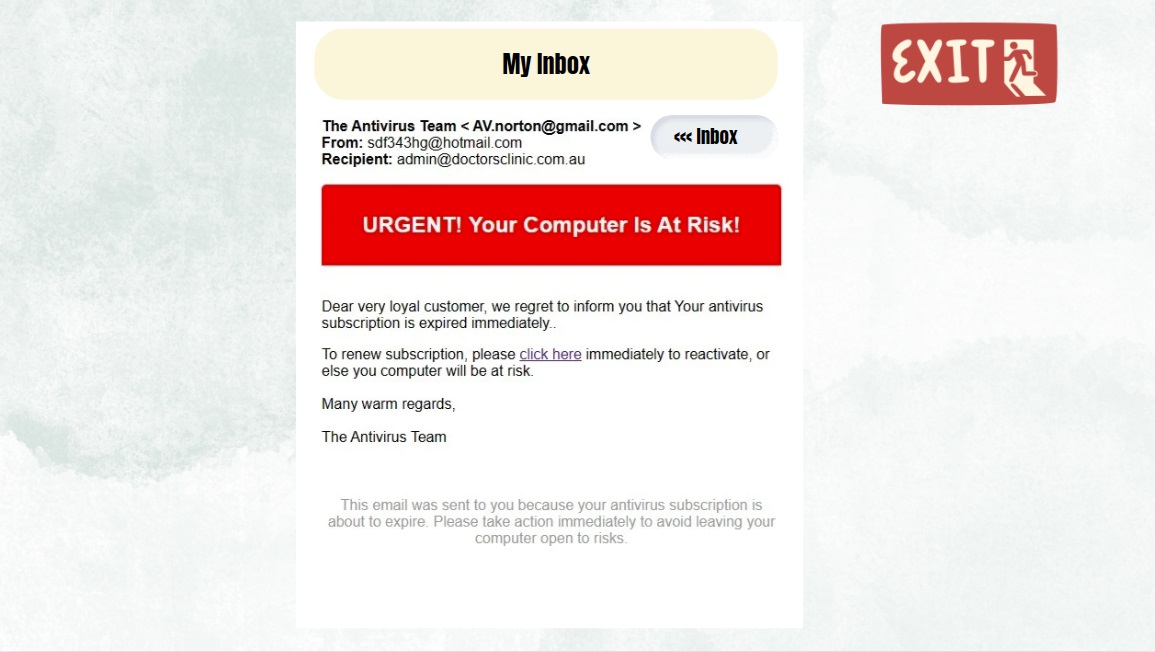 My Inbox
EXIT
The Antivirus Team < AV.norton@gmail.com >
<<< Inbox
From: sdf343hg@hotmail.com
Recipient: admin@doctorsclinic.com.au
URGENT! Your Computer Is At Risk!
Dear very loyal customer, we regret to inform you that Your antivirus
subscription is expired immediately..
To renew subscription, please click here immediately to reactivate, or
else you computer will be at risk.
Many warm regards,
The Antivirus Team
This email was sent to you because your antivirus subscription is
about to expire. Please take action immediately to avoid leaving your
computer open to risks.